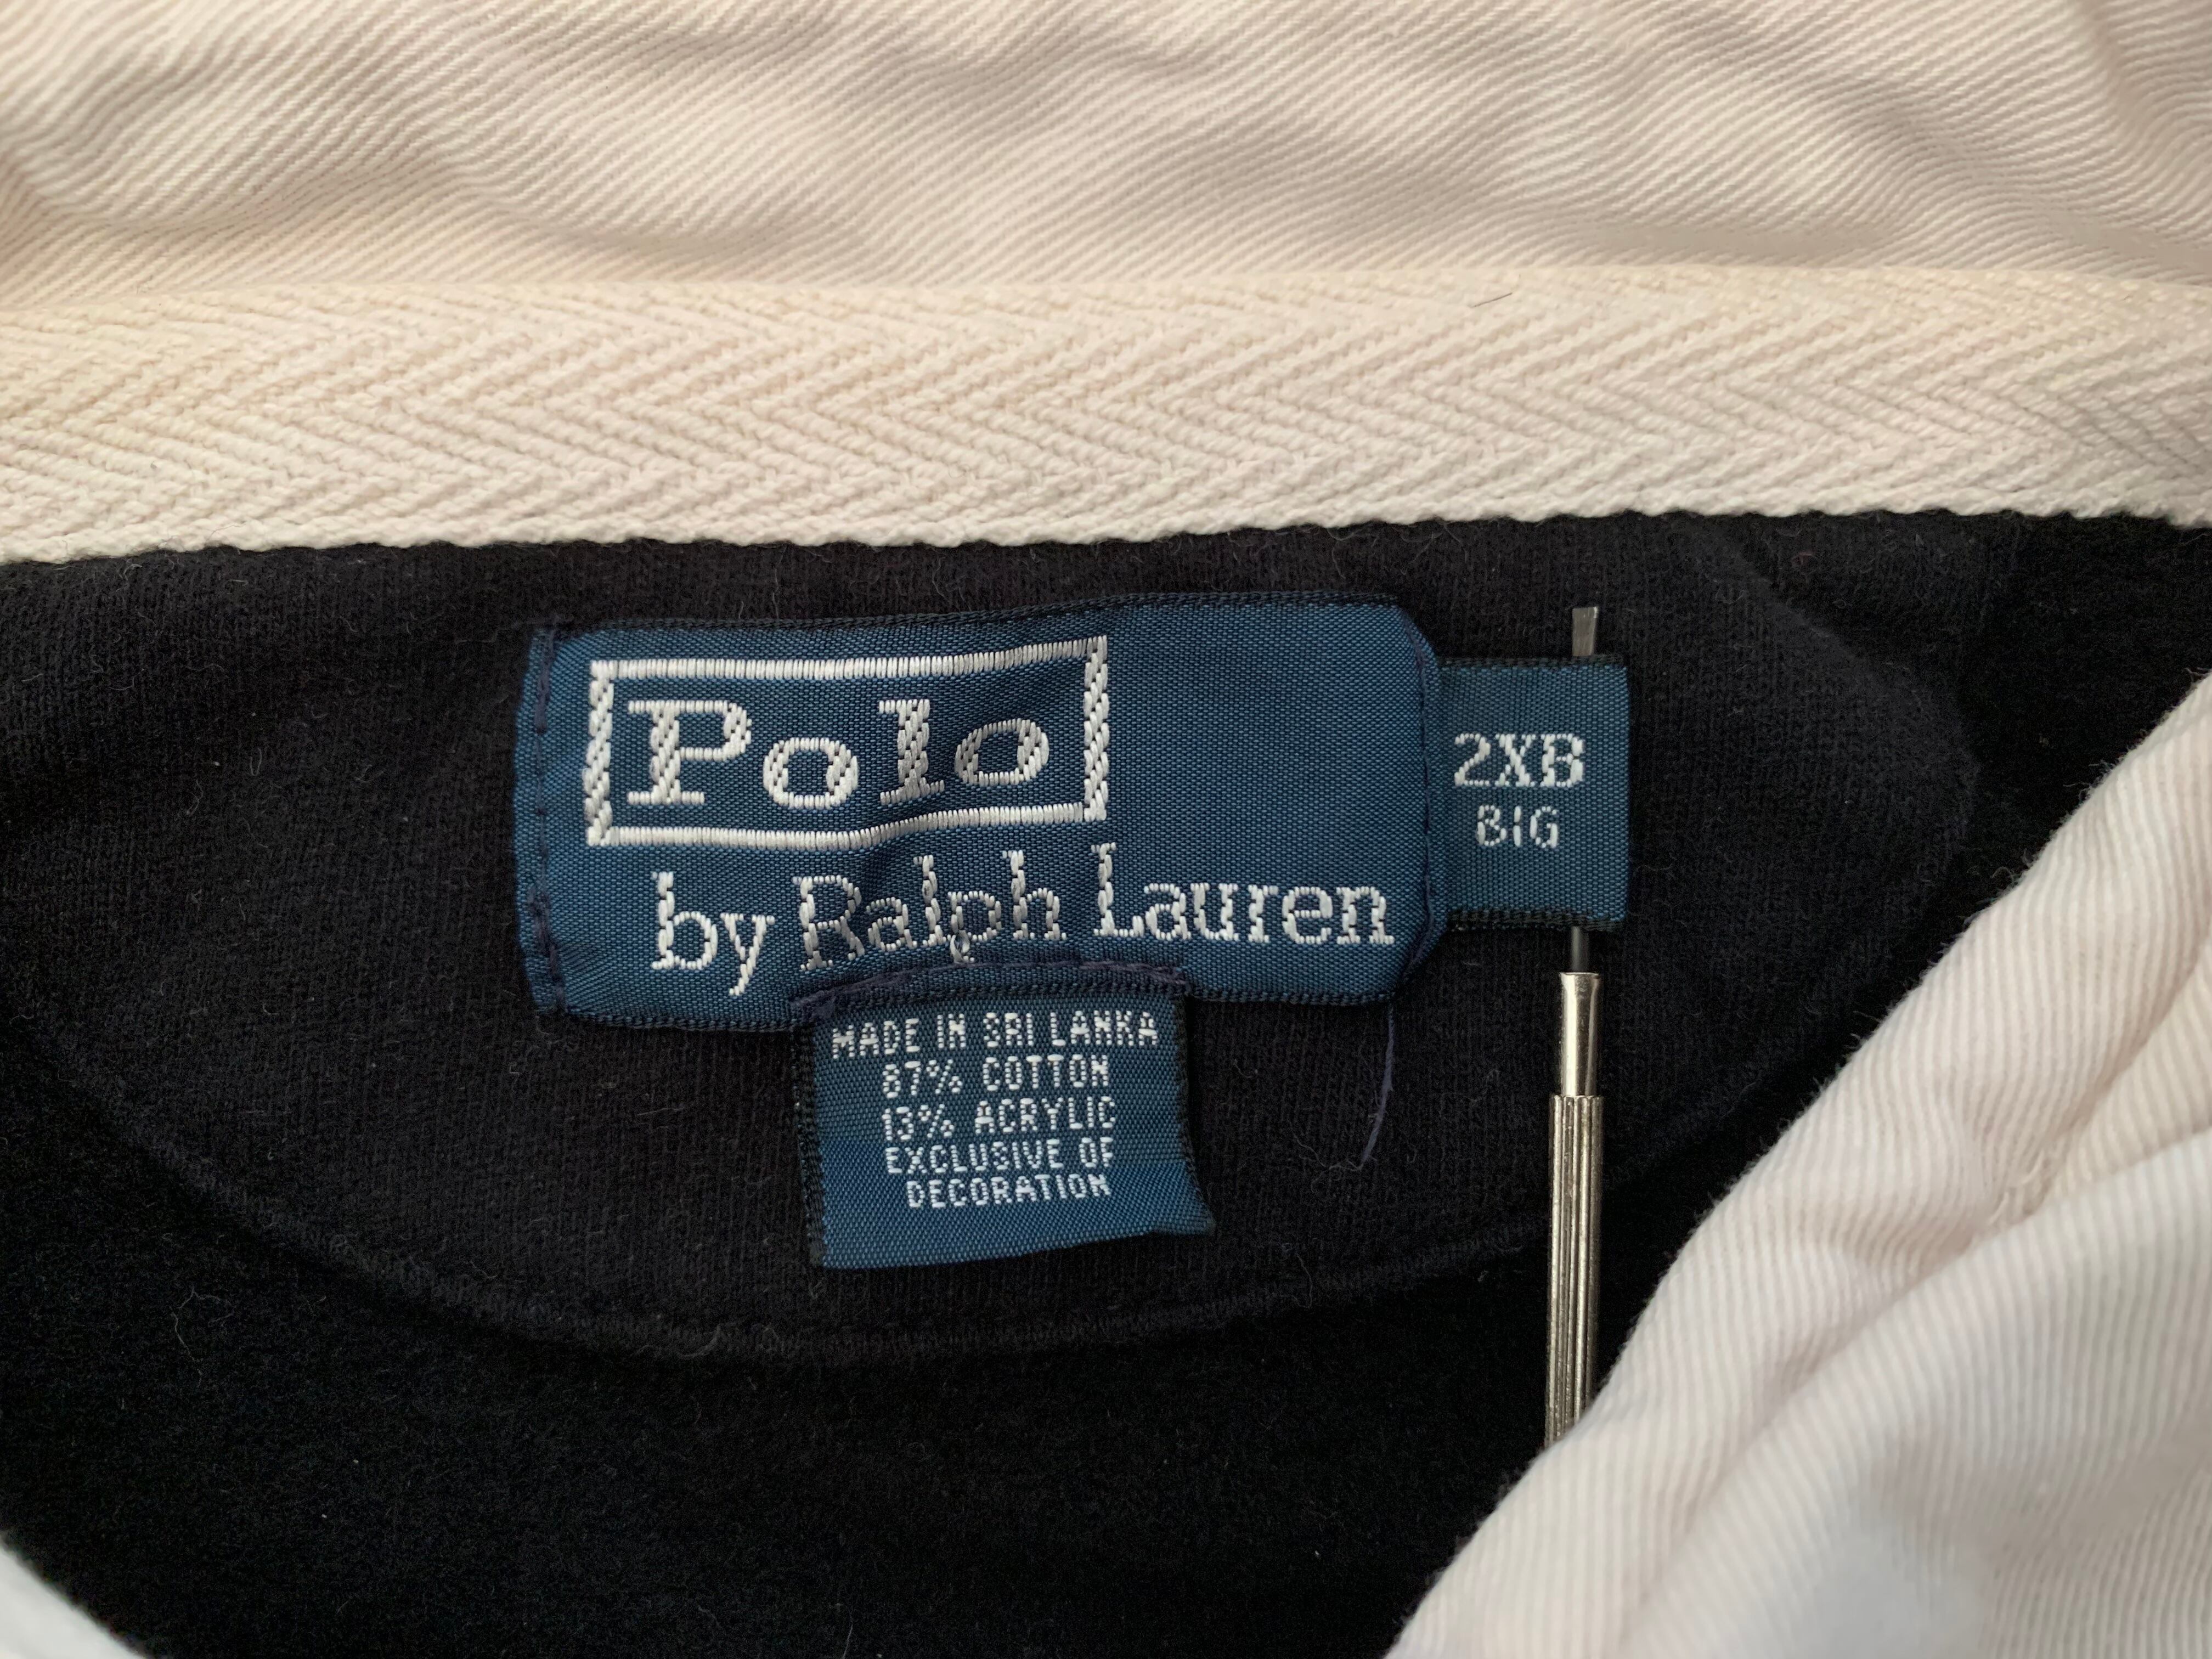 Polo
by Ralph Lauren
2XB
BIG
MADE IN SRI LANKA
87% COTTON
13% ACRYLIC
EXCLUSIVE OF
DECORATION